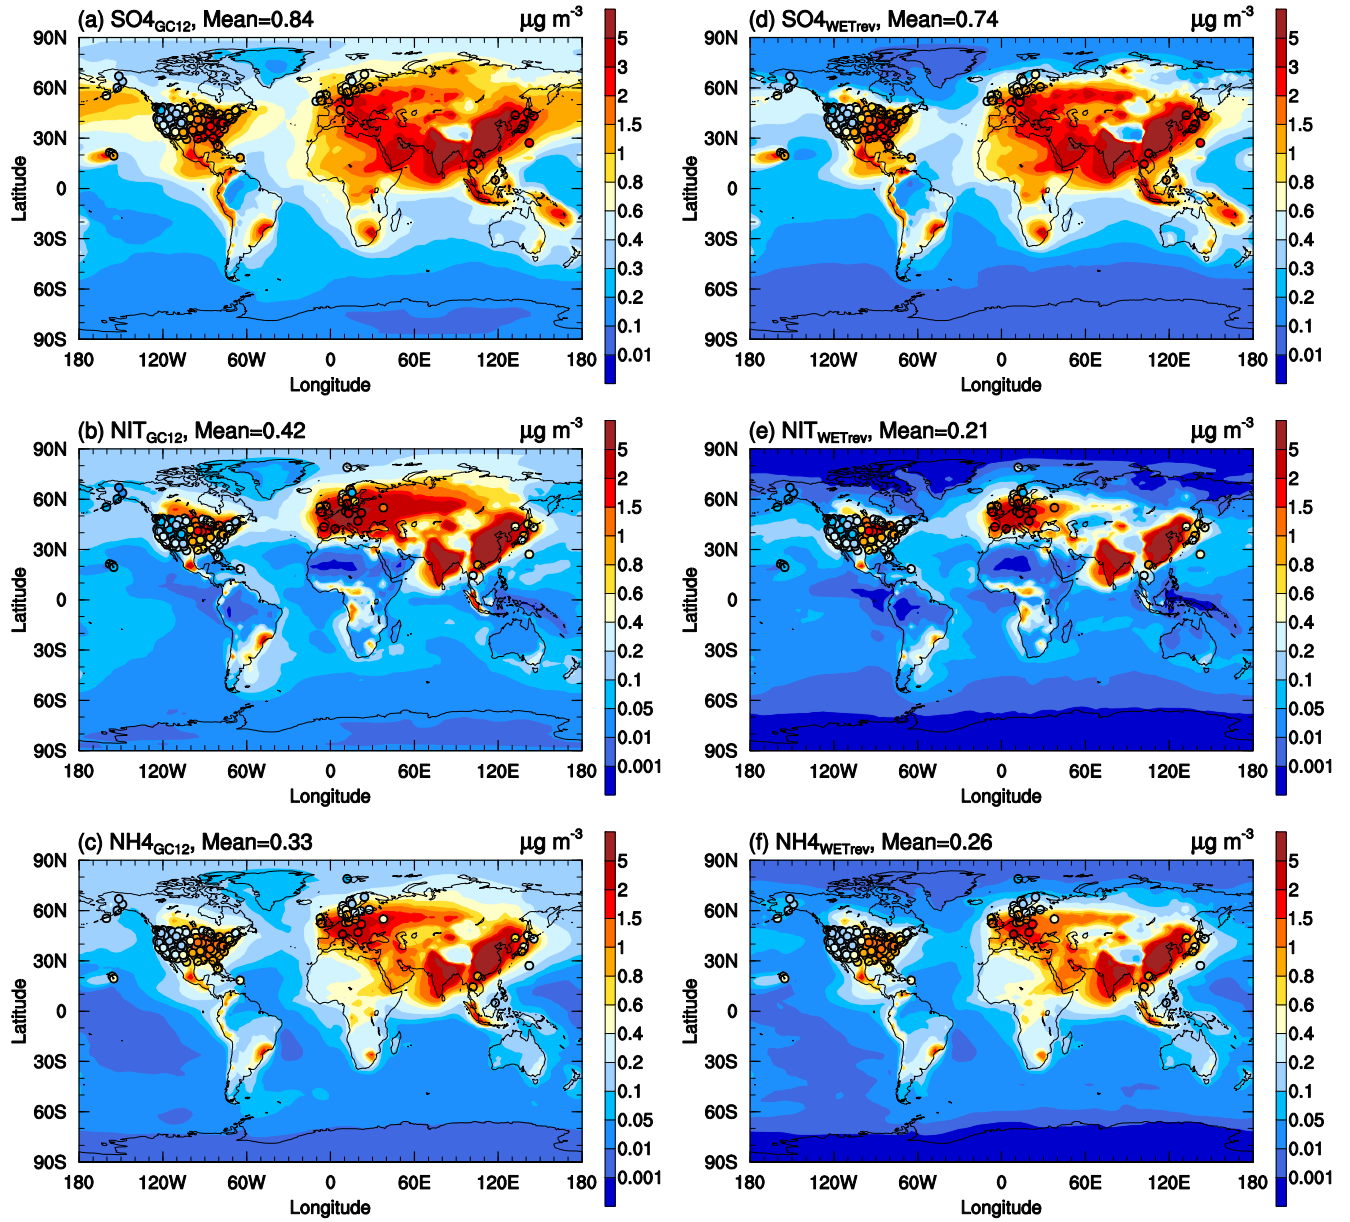 (a) SO4GC12, Mean=0.84 μg m-3
90N
60N
30N
0
30S
60S
90S
Latitude
180 120W 60W 0 60E 120E 180
Longitude
5
3
2
1.5
1
0.8
0.6
0.4
0.3
0.2
0.1
0.01
(d) SO4WETrev, Mean=0.74 μg m-3
90N
60N
30N
0
30S
60S
90S
Latitude
180 120W 60W 0 60E 120E 180
Longitude
5
3
2
1.5
1
0.8
0.6
0.4
0.3
0.2
0.1
0.01
(b) NITGC12, Mean=0.42 μg m-3
90N
60N
30N
0
30S
60S
90S
Latitude
180 120W 60W 0 60E 120E 180
Longitude
5
2
1.5
1
0.8
0.6
0.4
0.2
0.1
0.05
0.01
0.001
(e) NITWETrev, Mean=0.21 μg m-3
90N
60N
30N
0
30S
60S
90S
Latitude
180 120W 60W 0 60E 120E 180
Longitude
5
2
1.5
1
0.8
0.6
0.4
0.2
0.1
0.05
0.01
0.001
(c) NH4GC12, Mean=0.33 μg m-3
90N
60N
30N
0
30S
60S
90S
Latitude
180 120W 60W 0 60E 120E 180
Longitude
5
2
1.5
1
0.8
0.6
0.4
0.2
0.1
0.05
0.01
0.001
(f) NH4WETrev, Mean=0.26 μg m-3
90N
60N
30N
0
30S
60S
90S
Latitude
180 120W 60W 0 60E 120E 180
Longitude
5
2
1.5
1
0.8
0.6
0.4
0.2
0.1
0.05
0.01
0.001